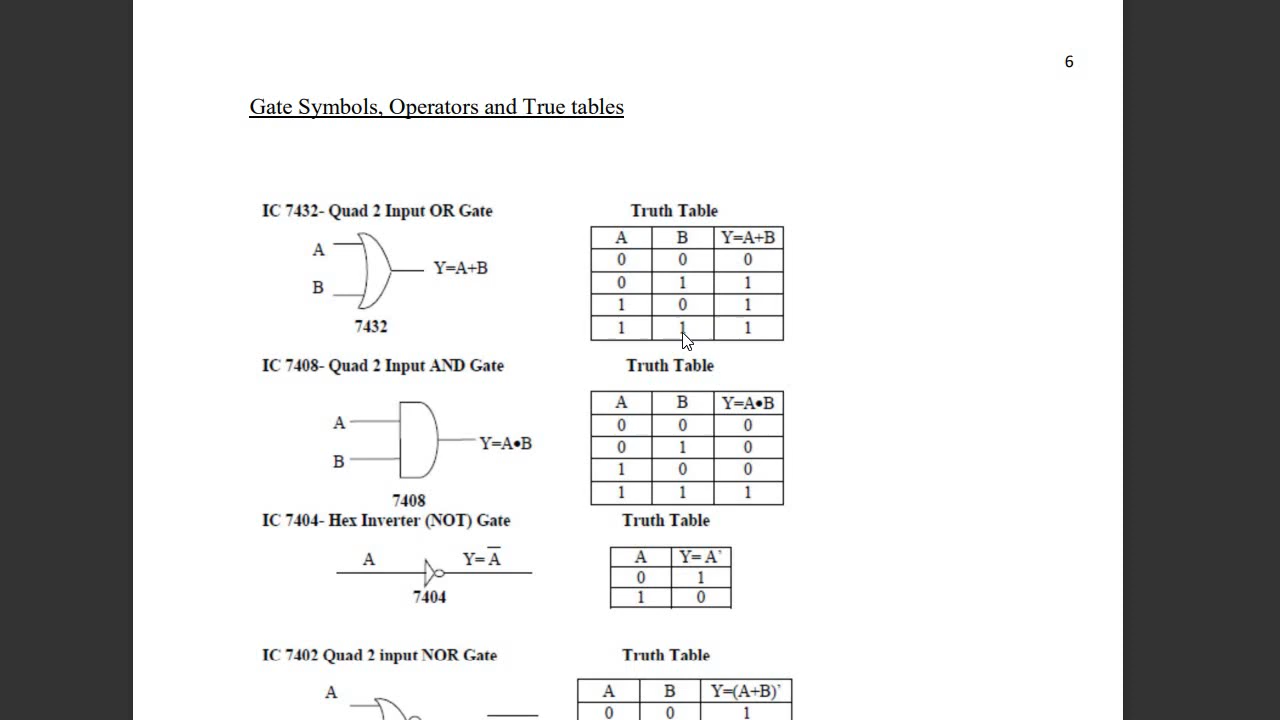 6
Gate Symbols, Operators and True tables
IC 7432- Quad 2 Input OR Gate
A
B
Y=A+B
7432
Truth Table
A B Y=A+B
0 0 0
0 1 1
1 0 1
1 1 1
IC 7408- Quad 2 Input AND Gate
A
B
Y=A•B
7408
Truth Table
A B Y=A•B
0 0 0
0 1 0
1 0 0
1 1 1
IC 7404- Hex Inverter (NOT) Gate
A Y=A̅
7404
Truth Table
A Y= A'
0 1
1 0
IC 7402 Quad 2 input NOR Gate
A
Truth Table
A B Y=(A+B)'
0 0 1